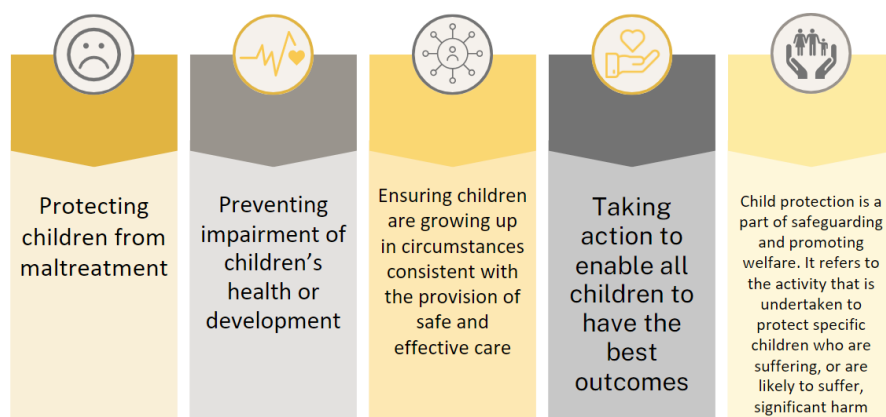 Protecting
children from
maltreatment
Preventing
impairment of
children's
health or
development
Ensuring children
are growing up
in circumstances
consistent with
the provision of
safe and
effective care
Taking
action to
enable all
children to
have the
best
outcomes
Child protection is a
part of safeguarding
and promoting
welfare. It refers to
the activity that is
undertaken to
protect specific
children who are
suffering, or are
likely to suffer,
significant harm